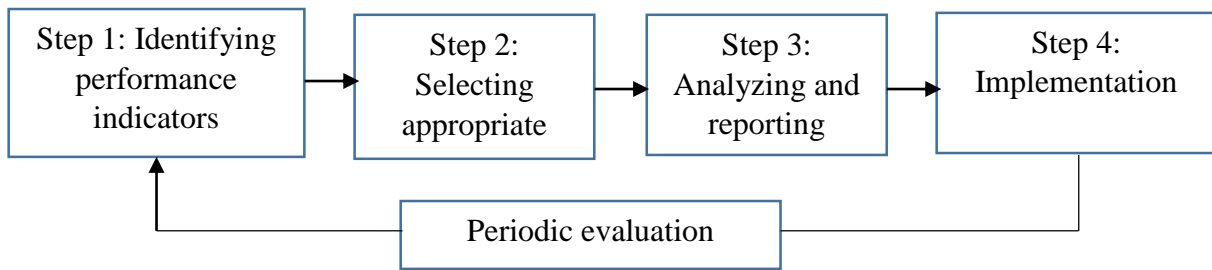 Step 1: Identifying
performance
indicators
Step 2:
Selecting
appropriate
Step 3:
Analyzing and
reporting
Step 4:
Implementation
Periodic evaluation